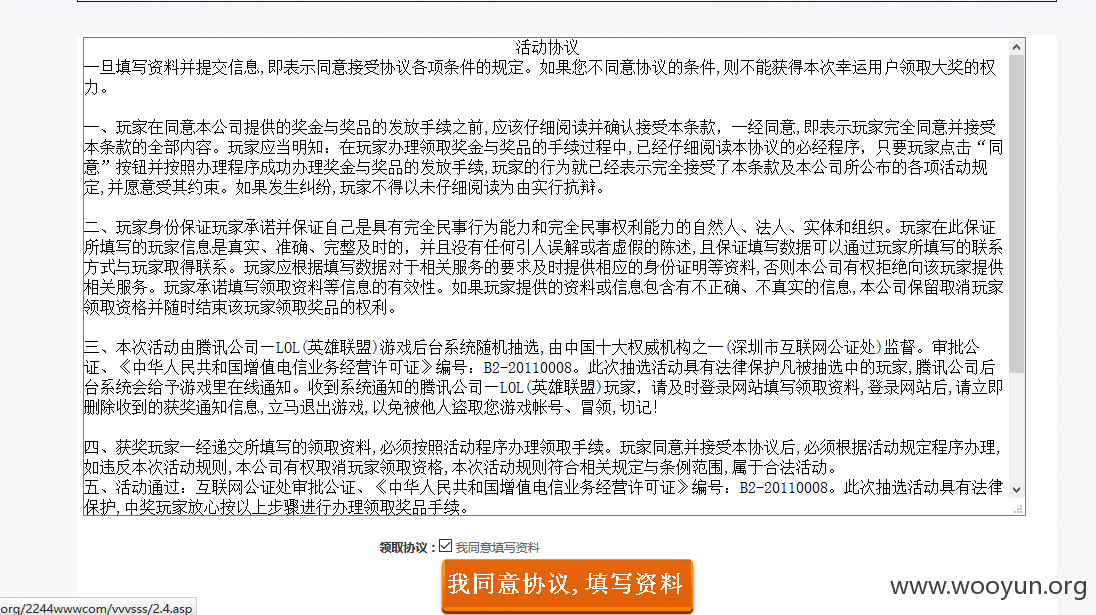 活动协议
一旦填写资料并提交信息,即表示同意接受协议各项条件的规定。如果您不同意协议的条件,则不能获得本次幸运用户领取大奖的权
力。
一、玩家在同意本公司提供的奖金与奖品的发放手续之前,应该仔细阅读并确认接受本条款，一经同意,即表示玩家完全同意并接受
本条款的全部内容。玩家应当明知: 在玩家办理领取奖金与奖品的手续过程中,已经仔细阅读本协议的必经程序，只要玩家点击“同
意”按钮并按照办理程序成功办理奖金与奖品的发放手续,玩家的行为就已经表示完全接受了本条款及本公司所公布的各项活动规
定,并愿意受其约束。如果发生纠纷,玩家不得以未仔细阅读为由实行抗辩。
二、玩家身份保证玩家承诺并保证自己是具有完全民事行为能力和完全民事权利能力的自然人、法人、实体和组织。玩家在此保证
所填写的玩家信息是真实、准确、完整及时的，并且没有任何引人误解或者虚假的陈述,且保证填写数据可以通过玩家所填写的联系
方式与玩家取得联系。玩家应根据填写数据对于相关服务的要求及时提供相应的身份证明等资料,否则本公司有权拒绝向该玩家提供
相关服务。玩家承诺填写领取资料等信息的有效性。如果玩家提供的资料或信息包含有不正确、不真实的信息,本公司保留取消玩家
领取资格并随时结束该玩家领取奖品的权利。
三、本次活动由腾讯公司一LOL(英雄联盟)游戏后台系统随机抽选,由中国十大权威机构之一(深圳市互联网公证处)监督。审批公
证、《中华人民共和国增值电信业务经营许可证》编号: B2-20110008。此次抽选活动具有法律保护凡被抽选中的玩家,腾讯公司后
台系统会给予游戏里在线通知。收到系统通知的腾讯公司一LOL(英雄联盟)玩家，请及时登录网站填写领取资料,登录网站后,请立即
删除收到的获奖通知信息,立马退出游戏,以免被他人盗取您游戏帐号、冒领,切记!
四、获奖玩家一经递交所填写的领取资料,必须按照活动程序办理领取手续。玩家同意并接受本协议后,必须根据活动规定程序办理,
如违反本次活动规则,本公司有权取消玩家领取资格,本次活动规则符合相关规定与条例范围,属于合法活动。
五、活动通过: 互联网公证处审批公证、《中华人民共和国增值电信业务经营许可证》编号: B2-20110008。此次抽选活动具有法律
保护,中奖玩家放心按以上步骤进行办理领取奖品手续。
领取协议：我同意填写资料
我同意协议,填写资料
www.wooyun.org
org/2244wwwcom/vvvsss/2.4.asp